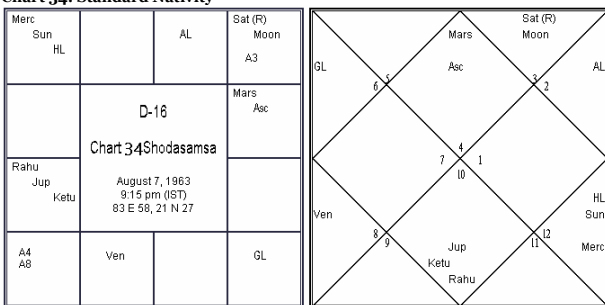 Chart 34: Standard Nativity
Merc
Sun
HL
AL
Sat (R)
Moon
A3
Mars
Asc
D-16
Chart 34Shodasamsa
August 7, 1963
9:15 pm (IST)
83 E 58, 21 N 27
Rahu
Jup
Ketu
A4
A8
Ven
GL
Sat (R)
Mars
Moon
GL
Asc
AL
5
3
6
2
4
7
1
10
HL
Ven
Sun
8
12
9
11
Jup
Merc
Ketu
Rahu